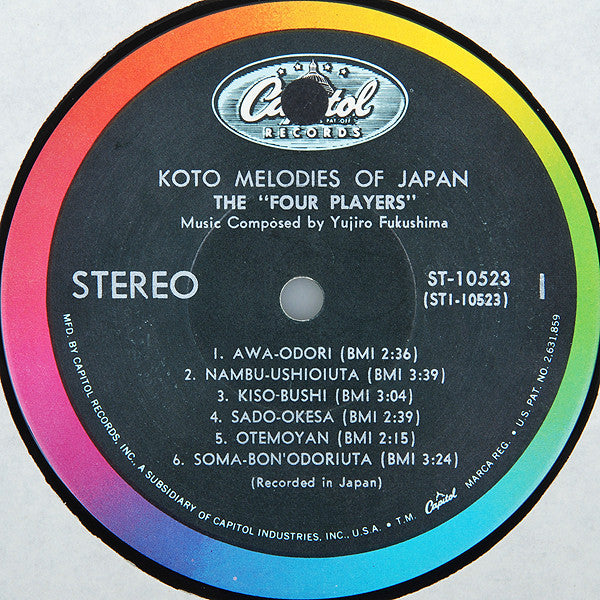 Capitol
PAT. OFF.
RECORDS
KOTO MELODIES OF JAPAN
THE "FOUR PLAYERS"
Music Composed by Yujiro Fukushima
STEREO
ST-10523
(ST1-10523)
1
1. AWA-ODORI (BMI 2:36)
2. NAMBU-USHIOIUTA (BMI 3:39)
3. KISO-BUSHI (BMI 3:04)
4. SADO-OKESA (BMI 2:39)
5. OTEMOYAN (BMI 2:15)
6. SOMA-BON'ODORIUTA (BMI 3:24)
(Recorded in Japan)
MFD. BY CAPITOL RECORDS, INC., A SUBSIDIARY OF CAPITOL INDUSTRIES, INC., U.S.A. • T.M. Capitol MARCA REG. • U.S. PAT. NO. 2,631,859